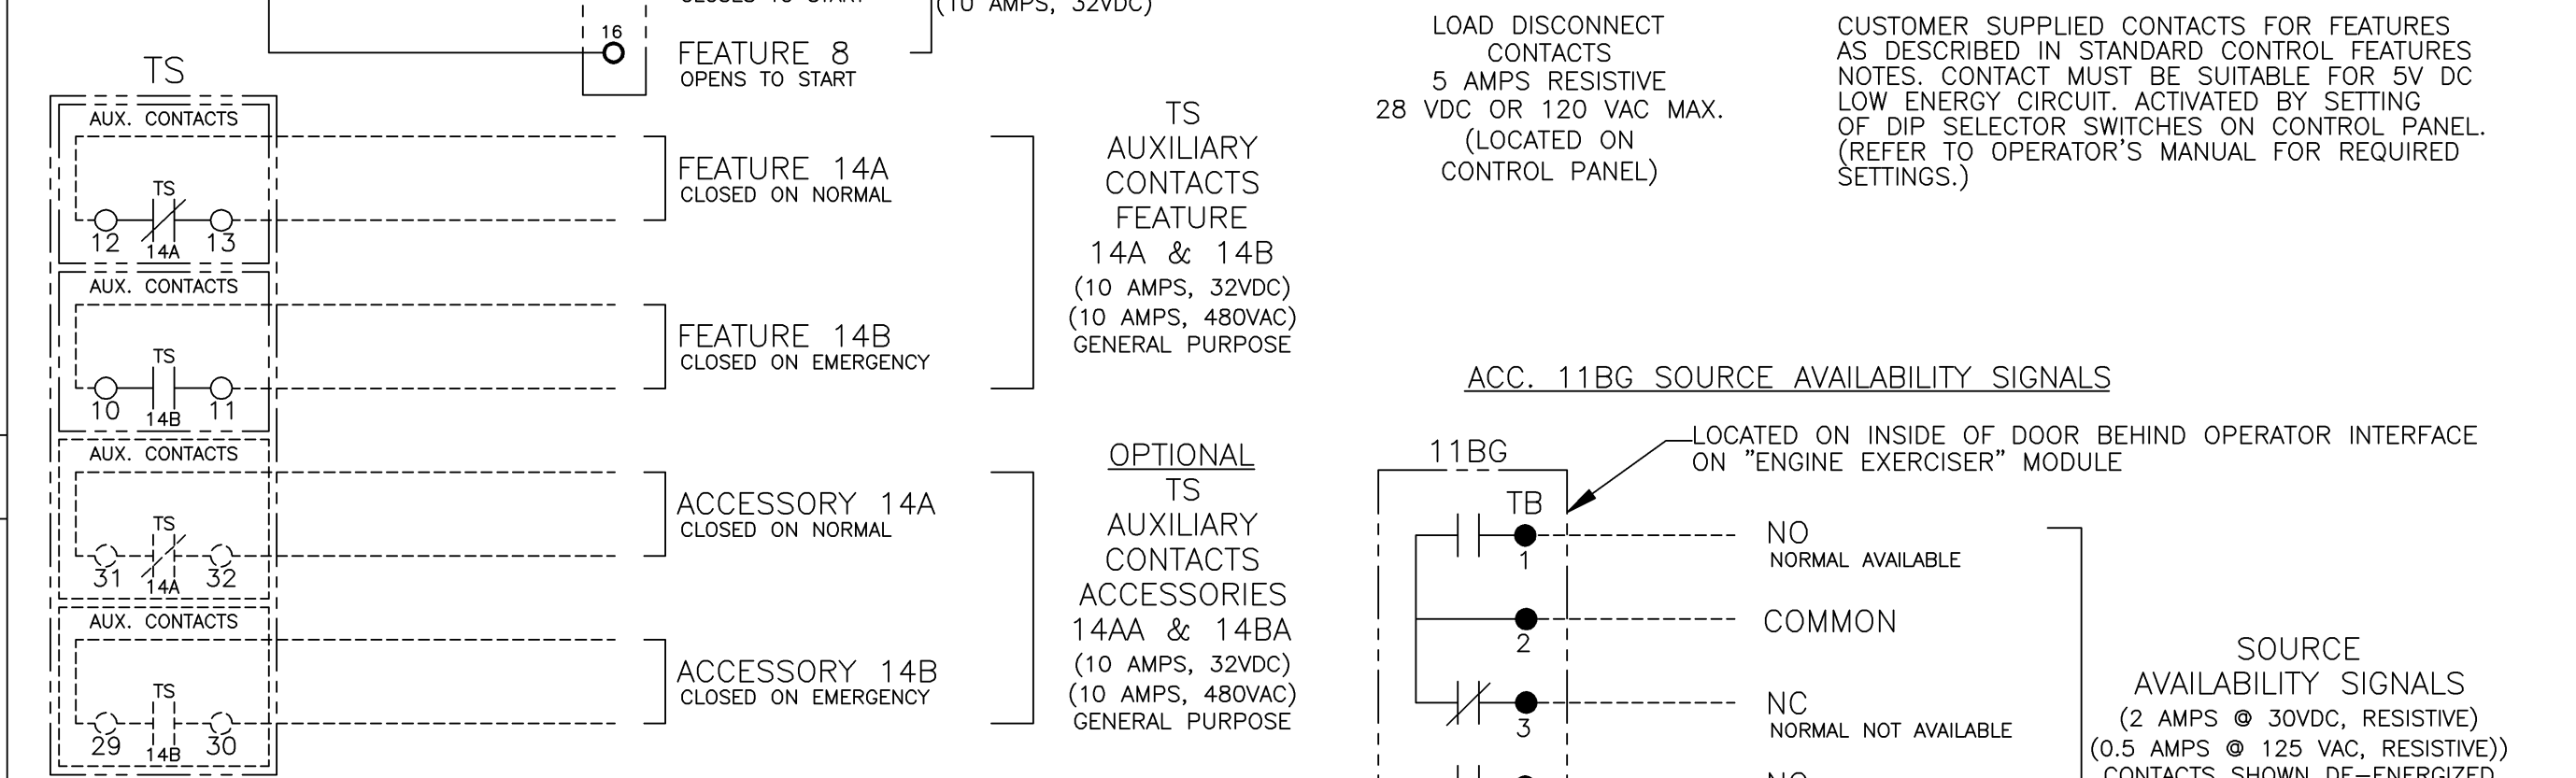 CLOSES TO START
(10 AMPS, 32VDC)
16
FEATURE 8
OPENS TO START
TS
AUX. CONTACTS
TS
12
13
14A
FEATURE 14A
CLOSED ON NORMAL
AUX. CONTACTS
TS
10
11
14B
FEATURE 14B
CLOSED ON EMERGENCY
AUX. CONTACTS
TS
31
32
14A
ACCESSORY 14A
CLOSED ON NORMAL
AUX. CONTACTS
TS
29
30
14B
ACCESSORY 14B
CLOSED ON EMERGENCY
TS
AUXILIARY
CONTACTS
FEATURE
14A & 14B
(10 AMPS, 32VDC)
(10 AMPS, 480VAC)
GENERAL PURPOSE
OPTIONAL
TS
AUXILIARY
CONTACTS
ACCESSORIES
14AA & 14BA
(10 AMPS, 32VDC)
(10 AMPS, 480VAC)
GENERAL PURPOSE
LOAD DISCONNECT
CONTACTS
5 AMPS RESISTIVE
28 VDC OR 120 VAC MAX.
(LOCATED ON
CONTROL PANEL)
CUSTOMER SUPPLIED CONTACTS FOR FEATURES
AS DESCRIBED IN STANDARD CONTROL FEATURES
NOTES. CONTACT MUST BE SUITABLE FOR 5V DC
LOW ENERGY CIRCUIT. ACTIVATED BY SETTING
OF DIP SELECTOR SWITCHES ON CONTROL PANEL.
(REFER TO OPERATOR'S MANUAL FOR REQUIRED
SETTINGS.)
ACC. 11BG SOURCE AVAILABILITY SIGNALS
LOCATED ON INSIDE OF DOOR BEHIND OPERATOR INTERFACE
ON "ENGINE EXERCISER" MODULE
11BG
TB
1
NO
NORMAL AVAILABLE
2
COMMON
3
NC
NORMAL NOT AVAILABLE
NO
SOURCE
AVAILABILITY SIGNALS
(2 AMPS @ 30VDC, RESISTIVE)
(0.5 AMPS @ 125 VAC, RESISTIVE))
CONTACTS SHOWN DE-ENERGIZED